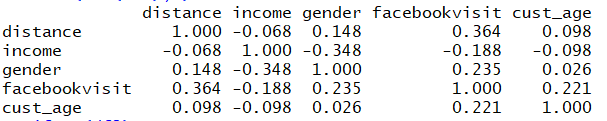 distance income gender facebookvisit cust_age
distance 1.000 -0.068 0.148 0.364 0.098
income -0.068 1.000 -0.348 -0.188 -0.098
gender 0.148 -0.348 1.000 0.235 0.026
facebookvisit 0.364 -0.188 0.235 1.000 0.221
cust_age 0.098 -0.098 0.026 0.221 1.000